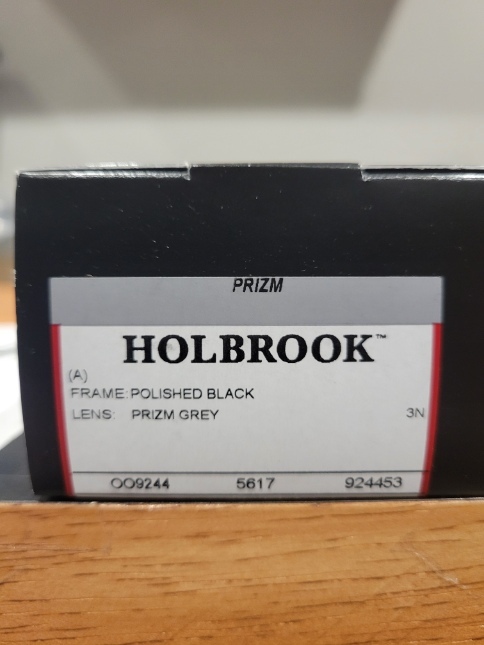 PRIZM
HOLBROOK™
(A)
FRAME: POLISHED BLACK
LENS: PRIZM GREY 3N
OO9244 5617 924453